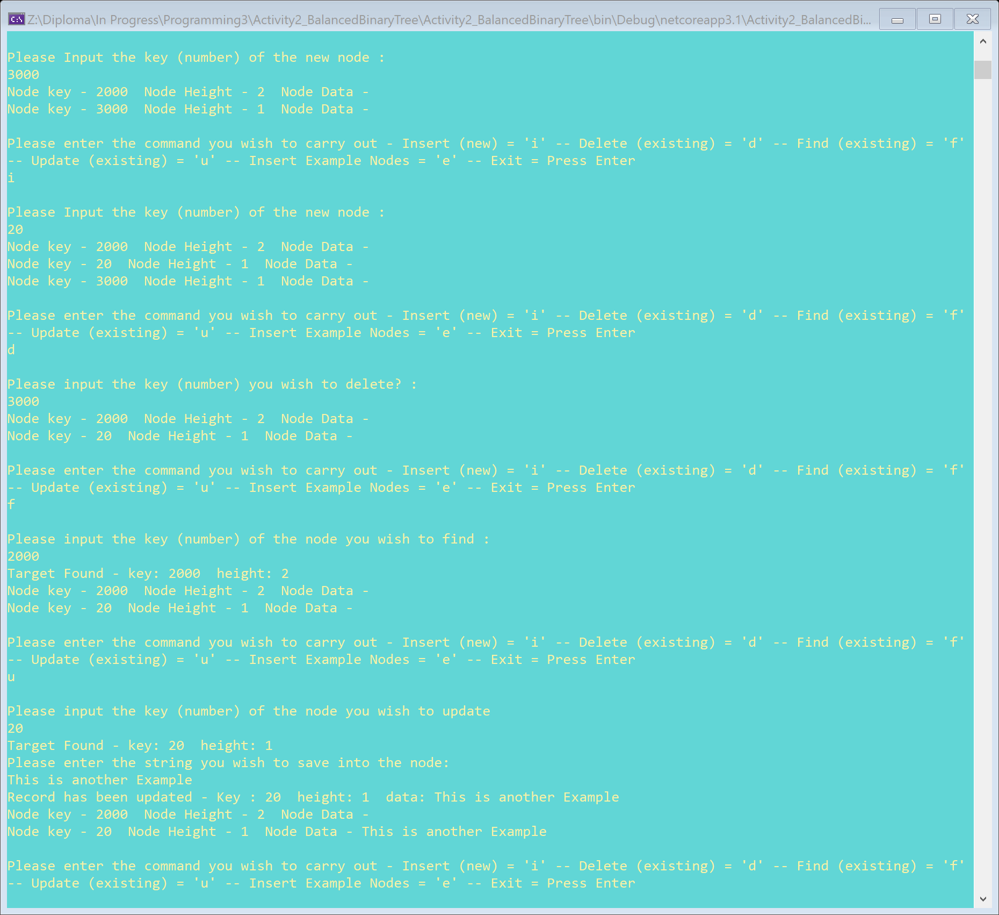 Z:\Diploma\In Progress\Programming3\Activity2_BalancedBinaryTree\Activity2_BalancedBinaryTree\bin\Debug\netcoreapp3.1\Activity2_BalancedBi...
Please Input the key (number) of the new node :
3000
Node key - 2000  Node Height - 2  Node Data -
Node key - 3000  Node Height - 1  Node Data -
Please enter the command you wish to carry out - Insert (new) = 'i' -- Delete (existing) = 'd' -- Find (existing) = 'f'
-- Update (existing) = 'u' -- Insert Example Nodes = 'e' -- Exit = Press Enter
i
Please Input the key (number) of the new node :
20
Node key - 2000  Node Height - 2  Node Data -
Node key - 20  Node Height - 1  Node Data -
Node key - 3000  Node Height - 1  Node Data -
Please enter the command you wish to carry out - Insert (new) = 'i' -- Delete (existing) = 'd' -- Find (existing) = 'f'
-- Update (existing) = 'u' -- Insert Example Nodes = 'e' -- Exit = Press Enter
d
Please input the key (number) you wish to delete? :
3000
Node key - 2000  Node Height - 2  Node Data -
Node key - 20  Node Height - 1  Node Data -
Please enter the command you wish to carry out - Insert (new) = 'i' -- Delete (existing) = 'd' -- Find (existing) = 'f'
-- Update (existing) = 'u' -- Insert Example Nodes = 'e' -- Exit = Press Enter
f
Please input the key (number) of the node you wish to find :
2000
Target Found - key: 2000  height: 2
Node key - 2000  Node Height - 2  Node Data -
Node key - 20  Node Height - 1  Node Data -
Please enter the command you wish to carry out - Insert (new) = 'i' -- Delete (existing) = 'd' -- Find (existing) = 'f'
-- Update (existing) = 'u' -- Insert Example Nodes = 'e' -- Exit = Press Enter
u
Please input the key (number) of the node you wish to update
20
Target Found - key: 20  height: 1
Please enter the string you wish to save into the node:
This is another Example
Record has been updated - Key : 20  height: 1  data: This is another Example
Node key - 2000  Node Height - 2  Node Data -
Node key - 20  Node Height - 1  Node Data - This is another Example
Please enter the command you wish to carry out - Insert (new) = 'i' -- Delete (existing) = 'd' -- Find (existing) = 'f'
-- Update (existing) = 'u' -- Insert Example Nodes = 'e' -- Exit = Press Enter